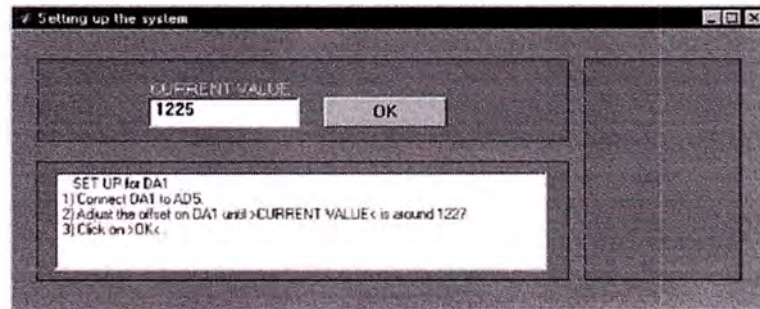 Setting up the system
CURRENT VALUE
1225
OK
SET UP for DA1
1) Connect DA1 to AD5.
2) Adjust the offset on DA1 until >CURRENT VALUE< is around 1227
3) Click on >OK<.